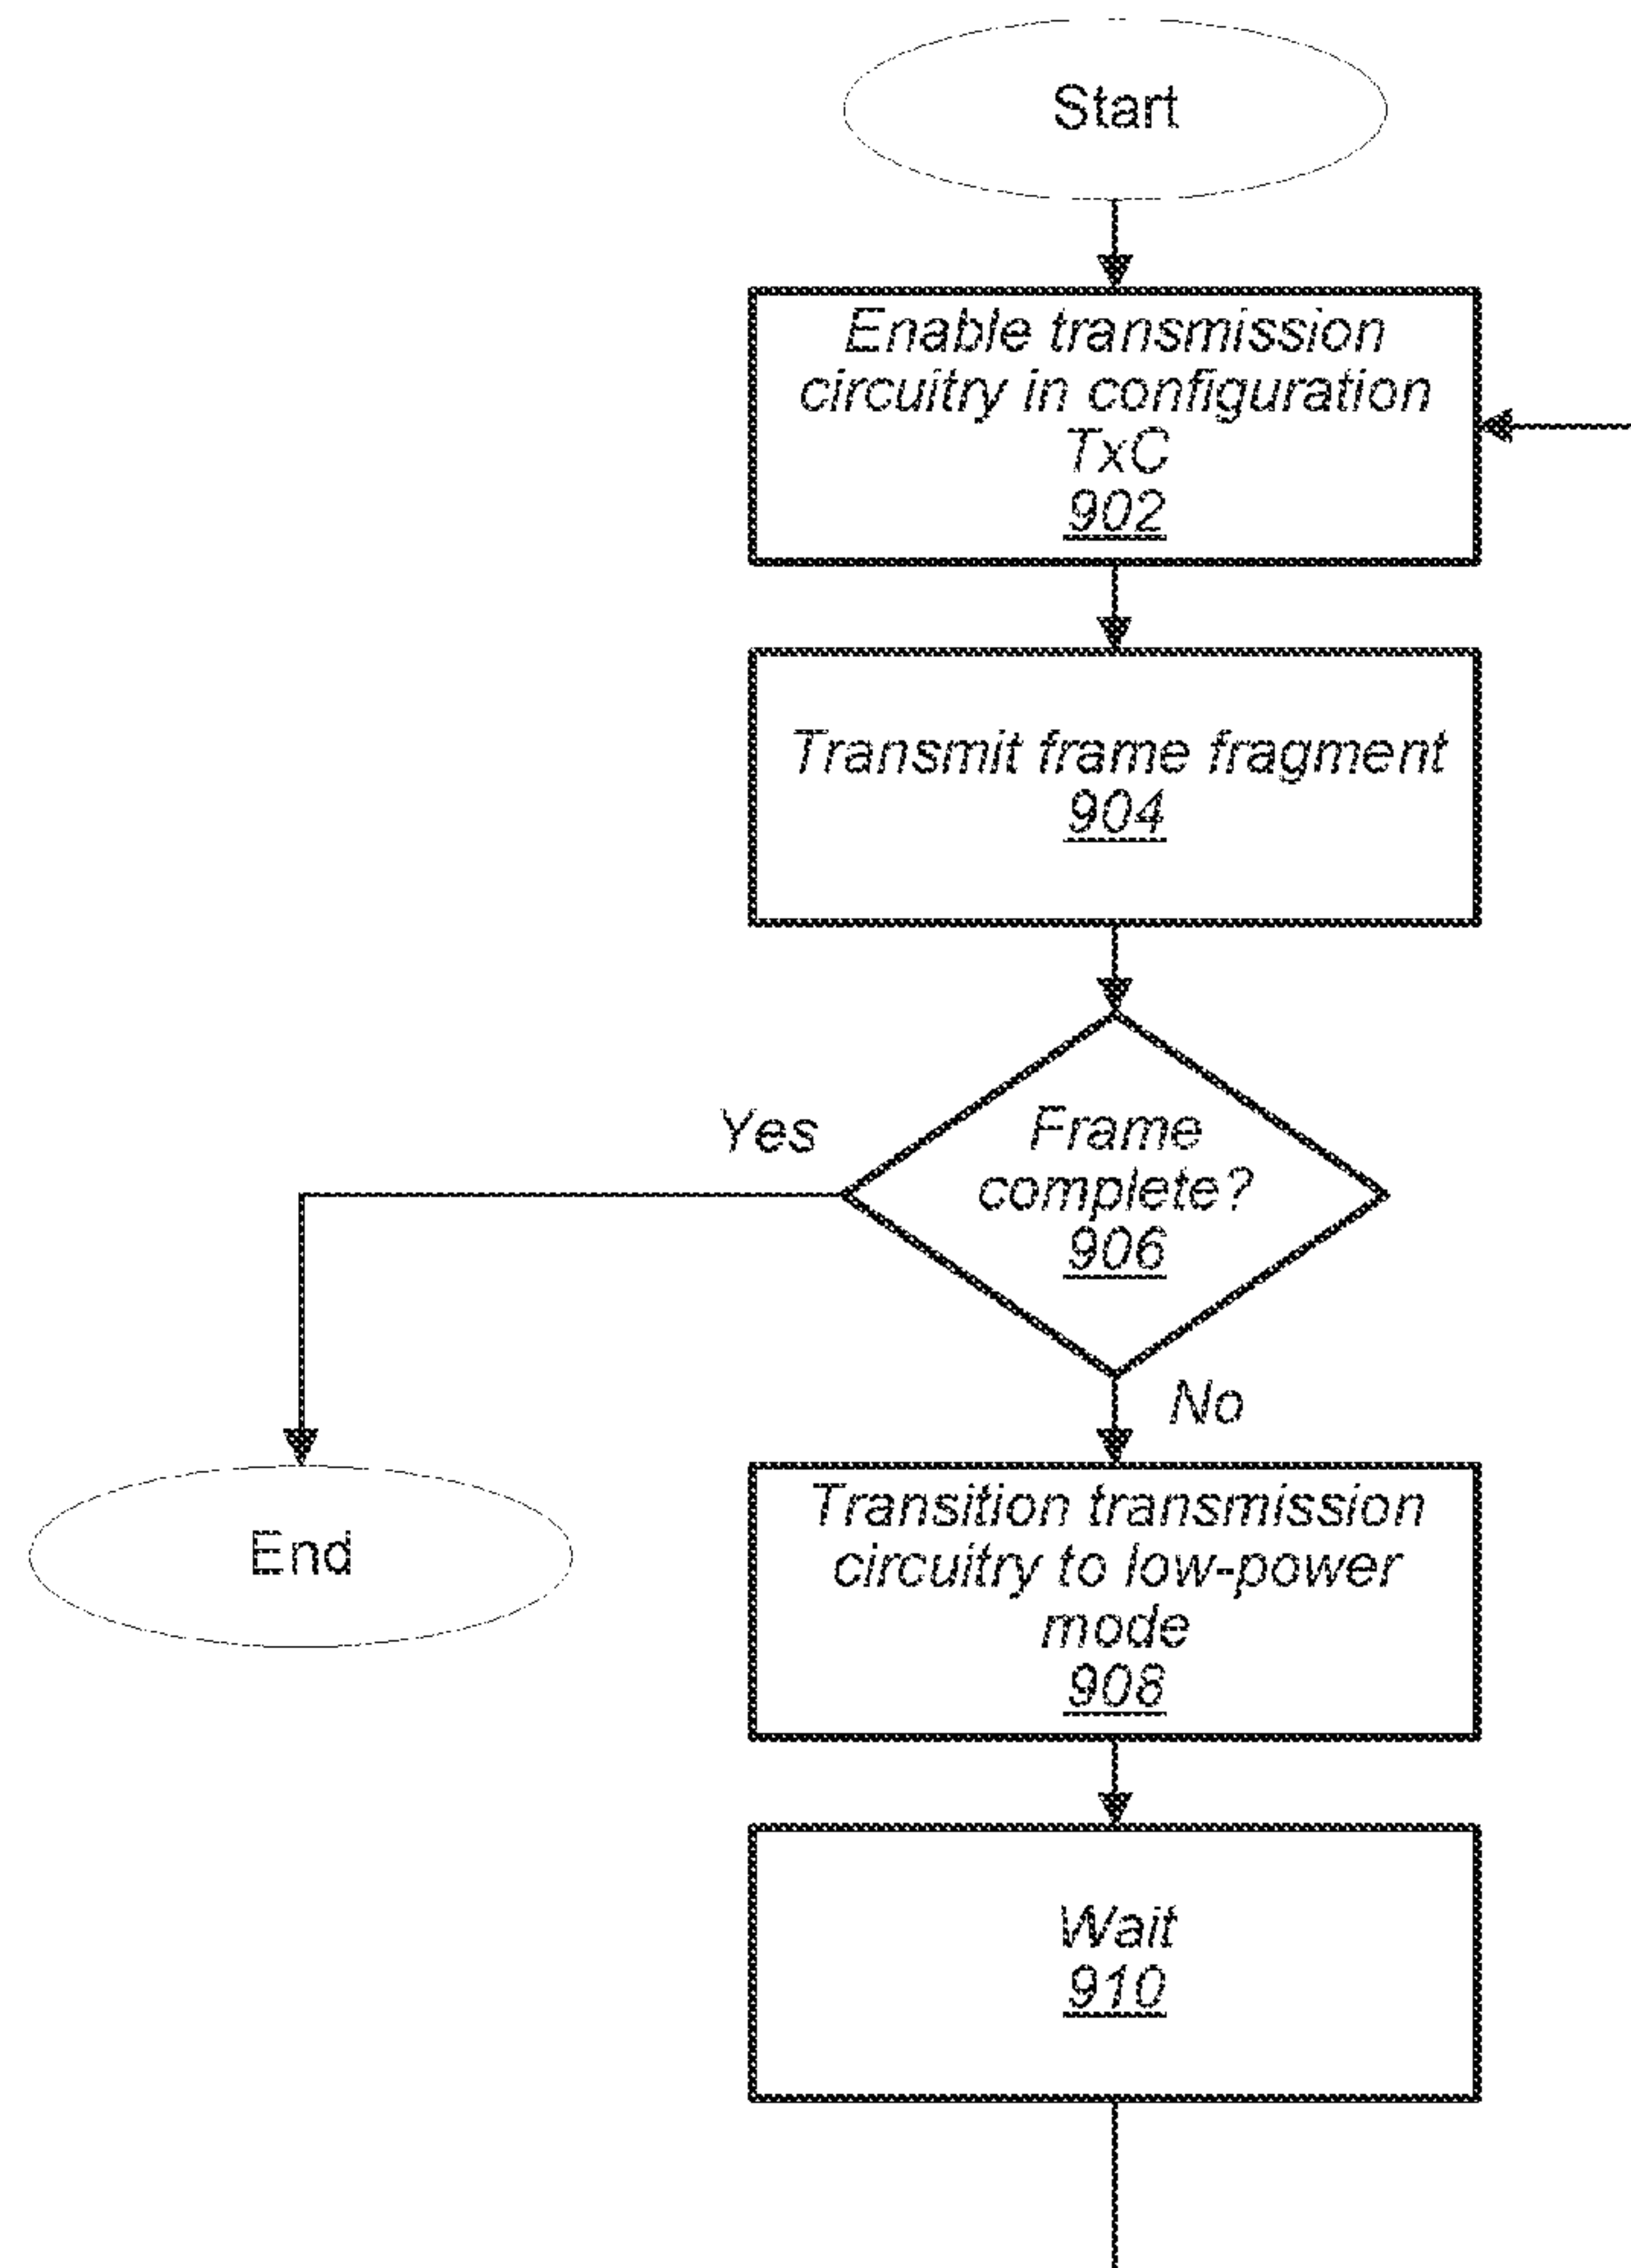 Start
Enable transmission
circuitry in configuration
TxC
902
Transmit frame fragment
904
Yes
Frame
complete?
906
No
End
Transition transmission
circuitry to low-power
mode
908
Wait
910